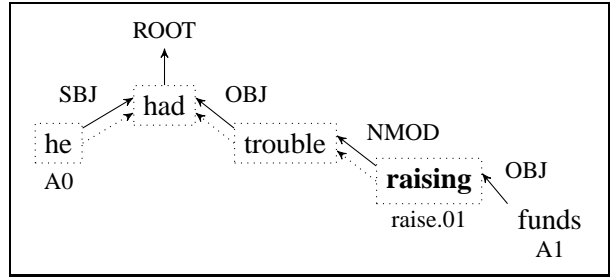 ROOT
SBJ had OBJ
he trouble NMOD
A0 raising OBJ
raise.01 funds
A1